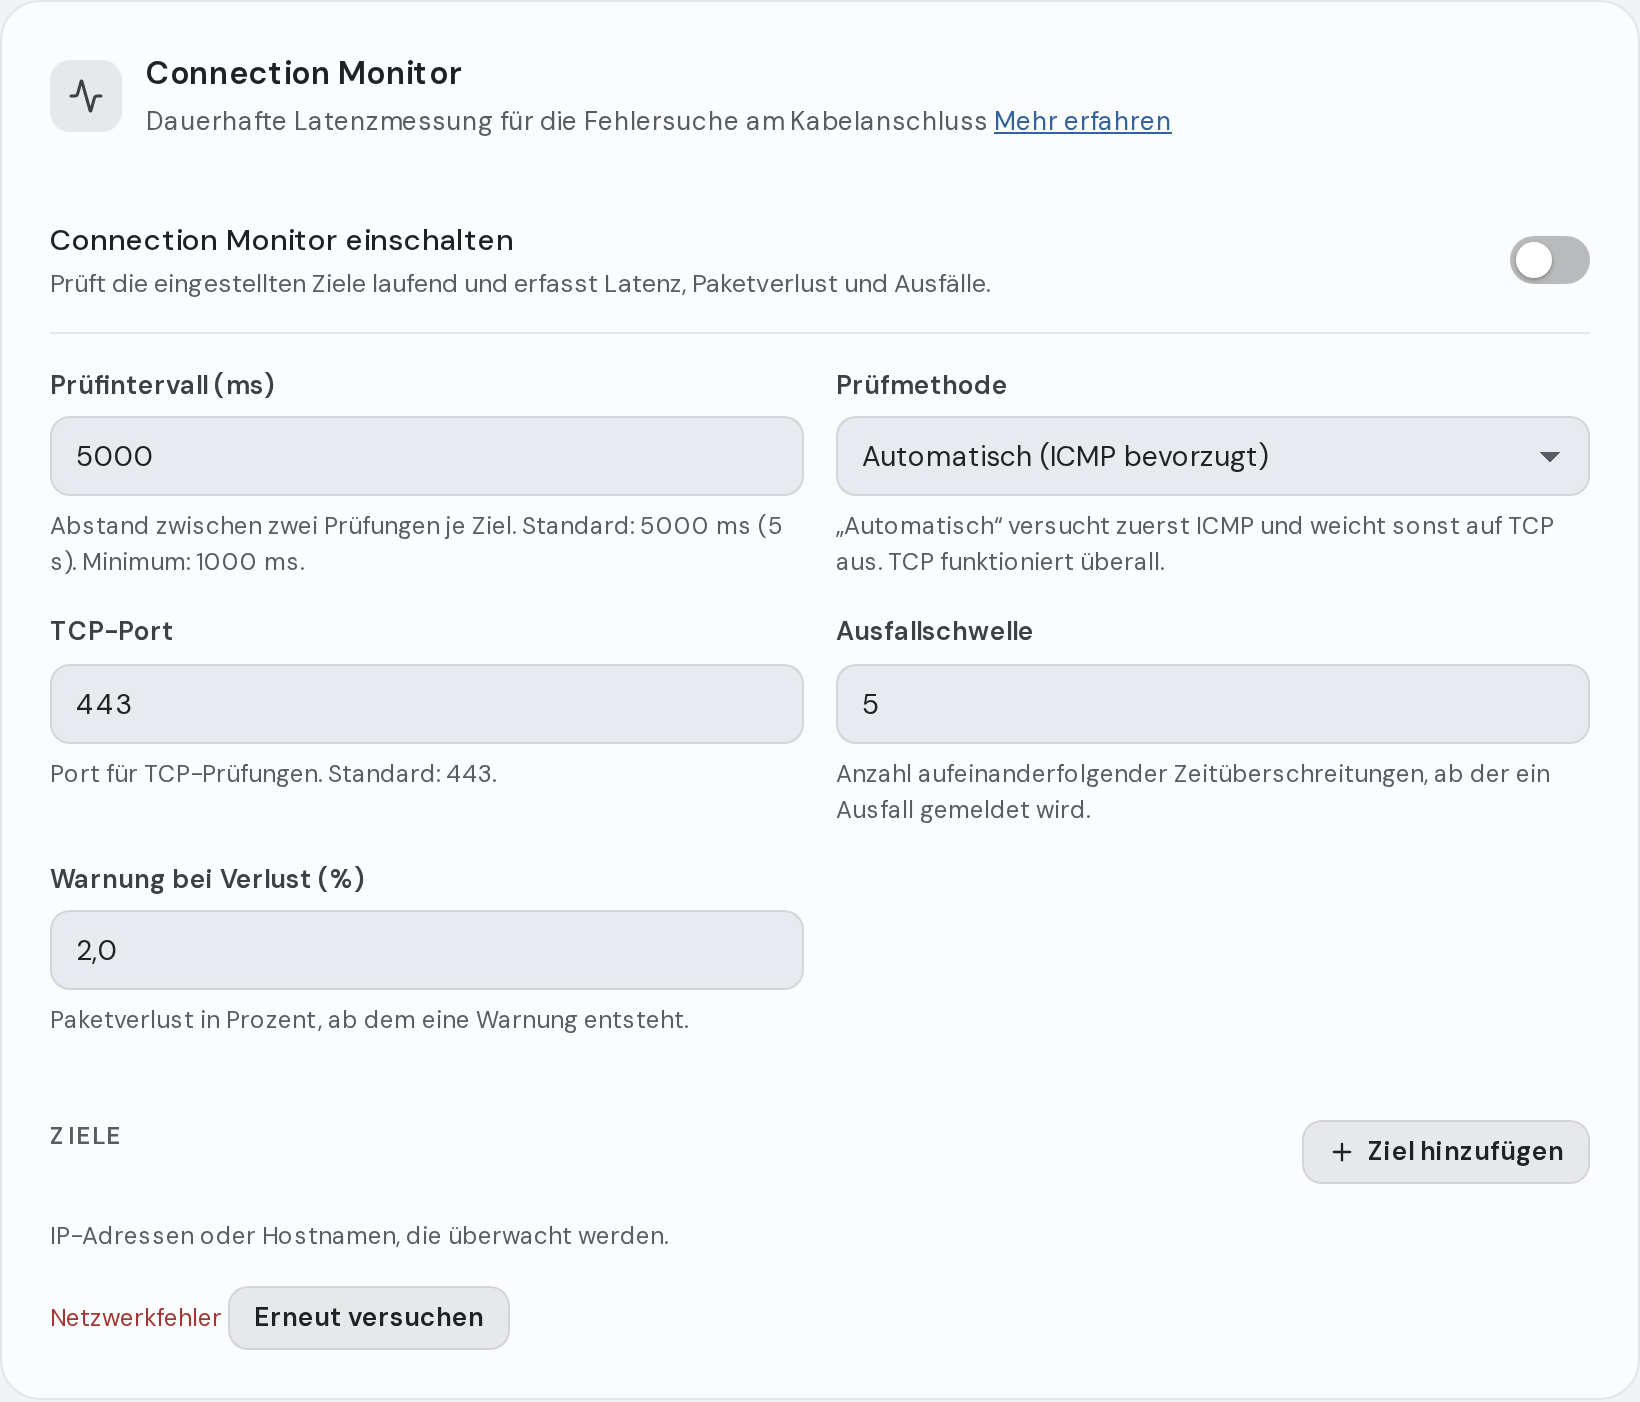 Connection Monitor
Dauerhafte Latenzmessung für die Fehlersuche am Kabelanschluss Mehr erfahren
Connection Monitor einschalten
Prüft die eingestellten Ziele laufend und erfasst Latenz, Paketverlust und Ausfälle.
Prüfintervall (ms)
5000
Abstand zwischen zwei Prüfungen je Ziel. Standard: 5000 ms (5
s). Minimum: 1000 ms.
Prüfmethode
Automatisch (ICMP bevorzugt)
„Automatisch“ versucht zuerst ICMP und weicht sonst auf TCP
aus. TCP funktioniert überall.
TCP-Port
443
Port für TCP-Prüfungen. Standard: 443.
Ausfallschwelle
5
Anzahl aufeinanderfolgender Zeitüberschreitungen, ab der ein
Ausfall gemeldet wird.
Warnung bei Verlust (%)
2,0
Paketverlust in Prozent, ab dem eine Warnung entsteht.
ZIELE
+ Ziel hinzufügen
IP-Adressen oder Hostnamen, die überwacht werden.
Netzwerkfehler Erneut versuchen